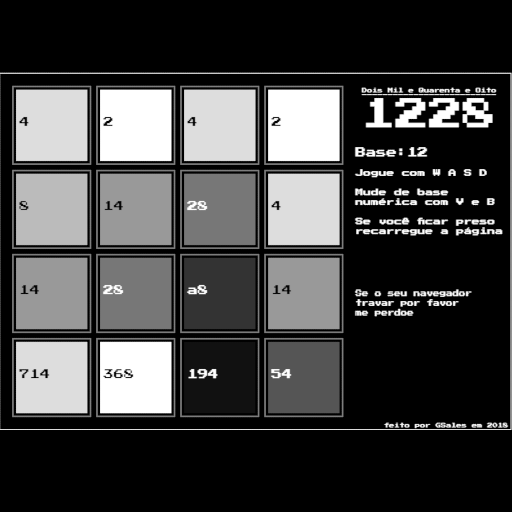 Dois Mil e Quarenta e Oito
1228
Base:12
Jogue com W A S D
Mude de base
numérica com V e B
Se você ficar preso
recarregue a página
Se o seu navegador
travar por favor
me perdoe
4 2 4 2
8 14 28 4
14 28 a8 14
714 368 194 54
feito por GSales em 2018